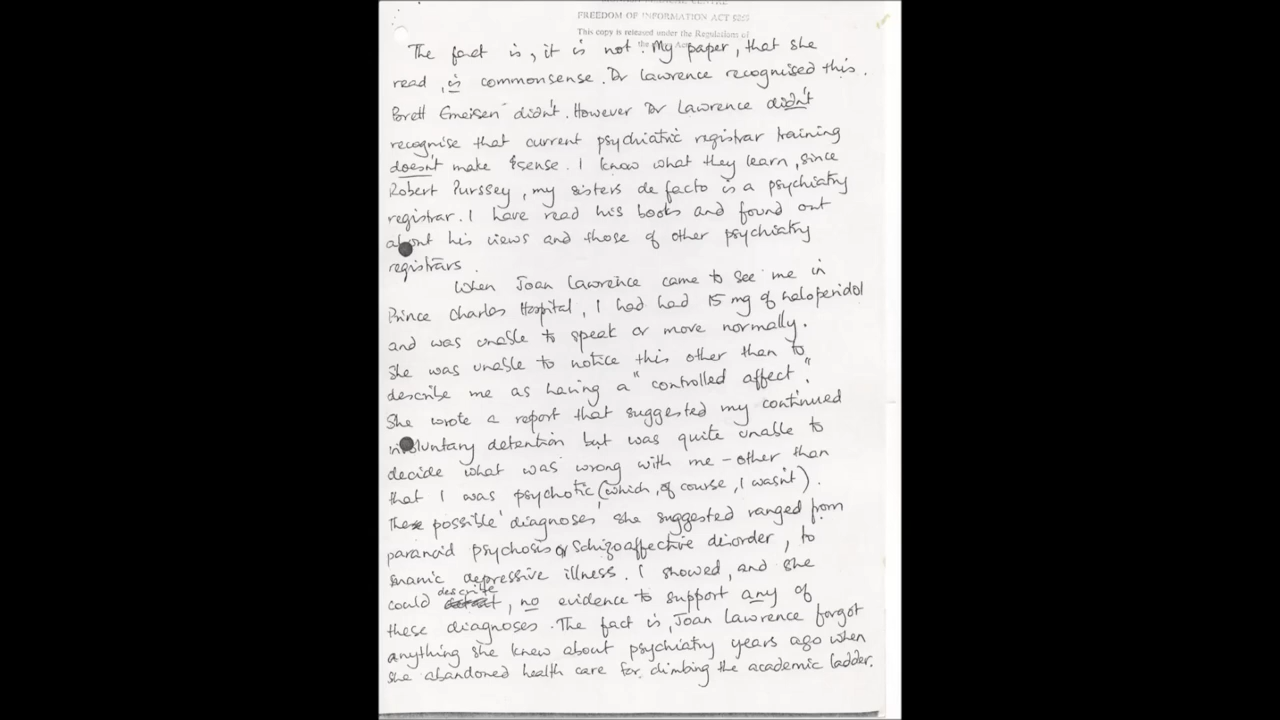 FREEDOM OF INFORMATION ACT
This copy is released under the Regulations of
the Act
The fact is, it is not. My paper, that she
read, is commonsense. Dr Lawrence recognised this.
Brett Emeisen didn't. However Dr Lawrence didn't
recognise that current psychiatric registrar training
doesn't make sense. I know what they learn, since
Robert Purssey, my sisters de facto is a psychiatry
registrar. I have read his books and found out
about his views and those of other psychiatry
registrars.
When Joan Lawrence came to see me in
Prince Charles Hospital, I had had 15 mg of haloperidol
and was unable to speak or move normally.
She was unable to notice this other than to
describe me as having a "controlled affect".
She wrote a report that suggested my continued
involuntary detention but was quite unable to
decide what was wrong with me - other than
that I was psychotic (which, of course, I wasn't).
These 'possible' diagnoses she suggested ranged from
paranoid psychosis or schizoaffective disorder, to
manic depressive illness. I showed, and she
could describe, no evidence to support any of
these diagnoses. The fact is, Joan Lawrence forgot
anything she knew about psychiatry years ago when
she abandoned health care for climbing the academic ladder.